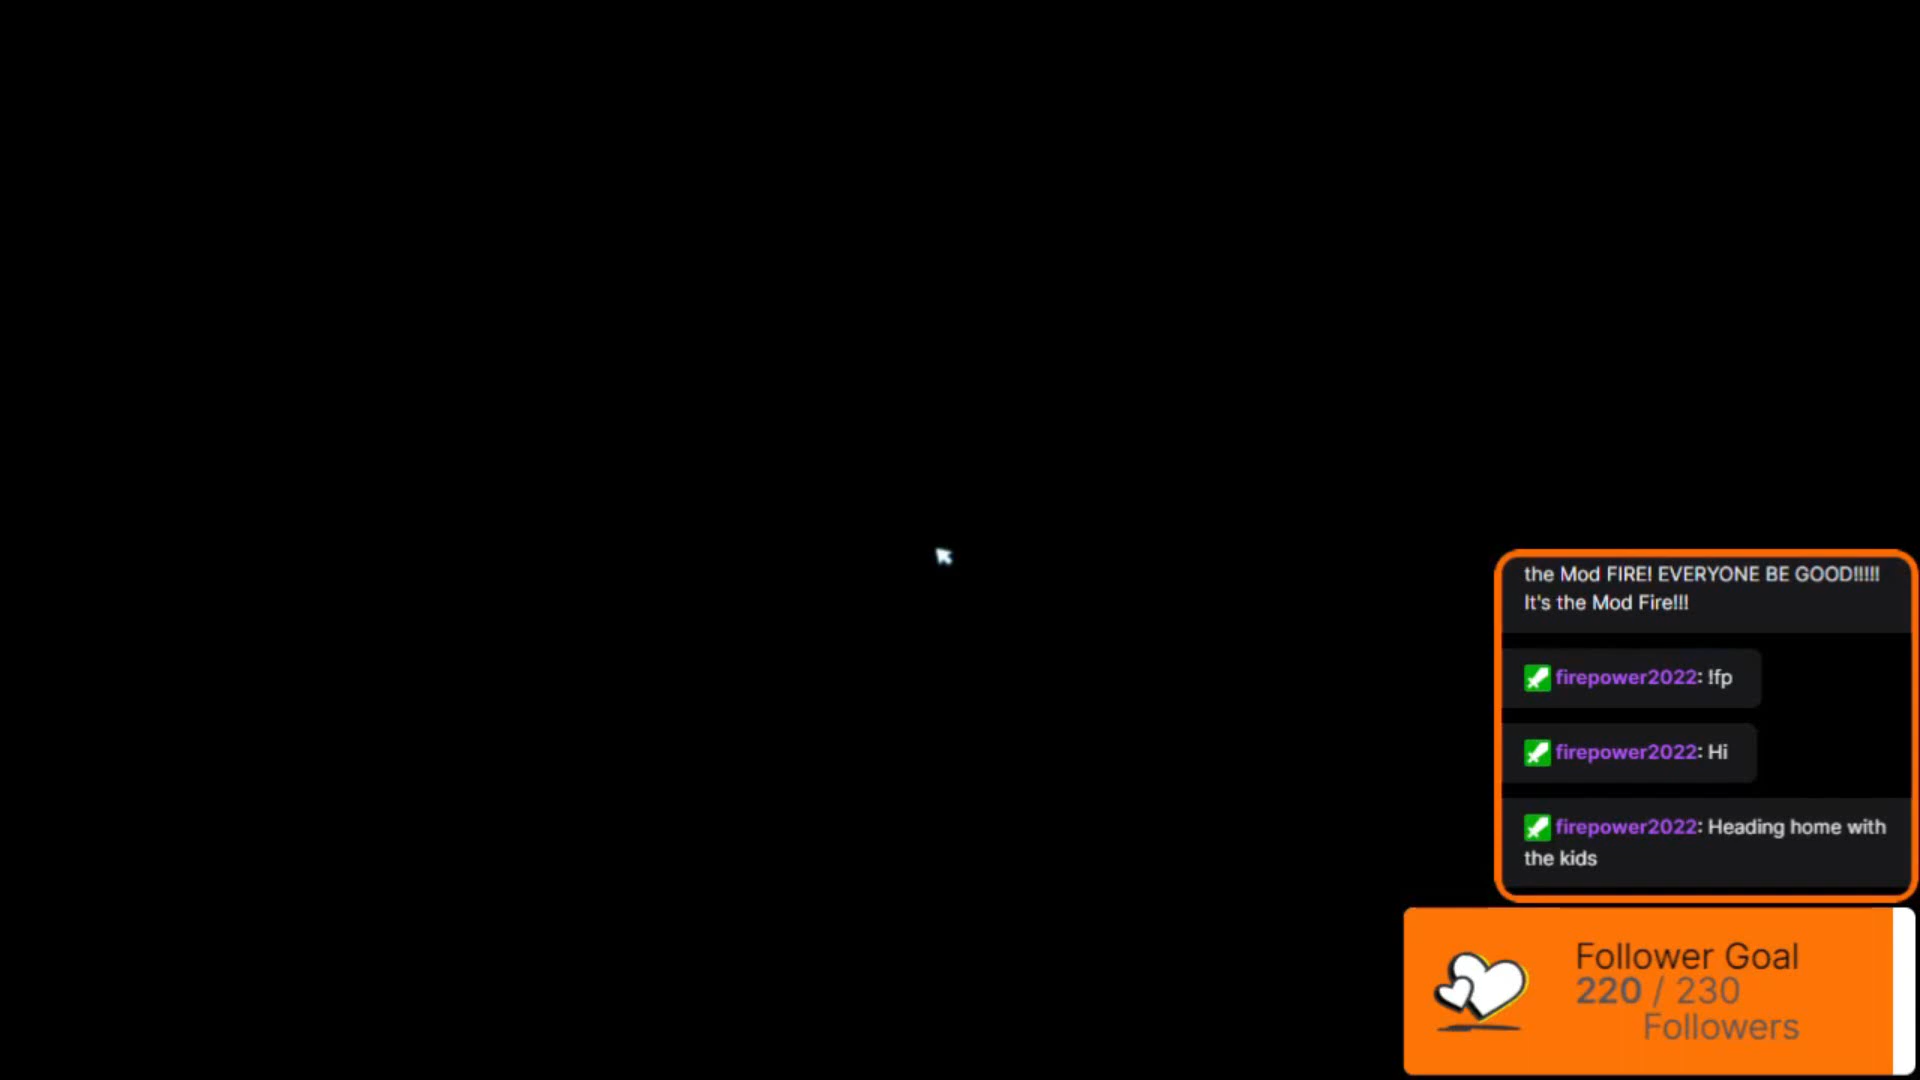 the Mod FIRE! EVERYONE BE GOOD!!!!!
It's the Mod Fire!!!
firepower2022: !fp
firepower2022: Hi
firepower2022: Heading home with
the kids
Follower Goal
220 / 230
Followers